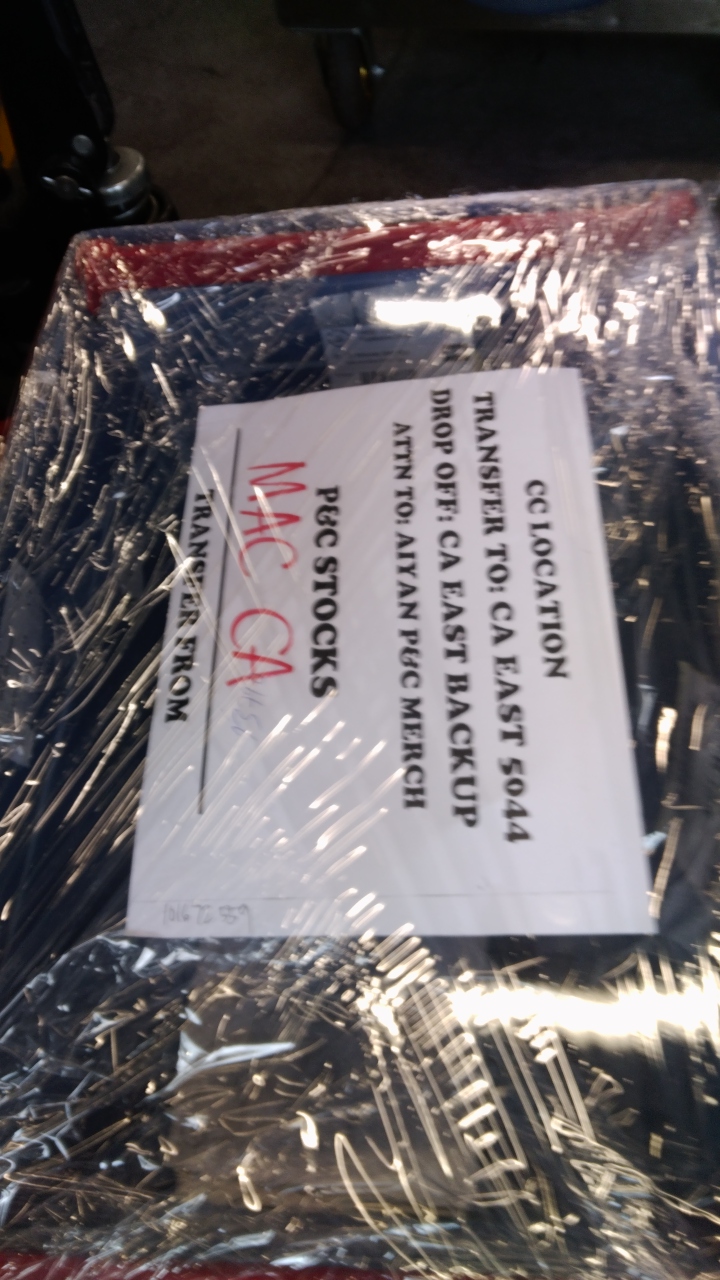 CC LOCATION
TRANSFER TO: CA EAST 5044
DROP OFF: CA EAST BACKUP
ATTN TO: AIYAN P&C MERCH
P&C STOCKS
MAC CA
TRANSFER FROM